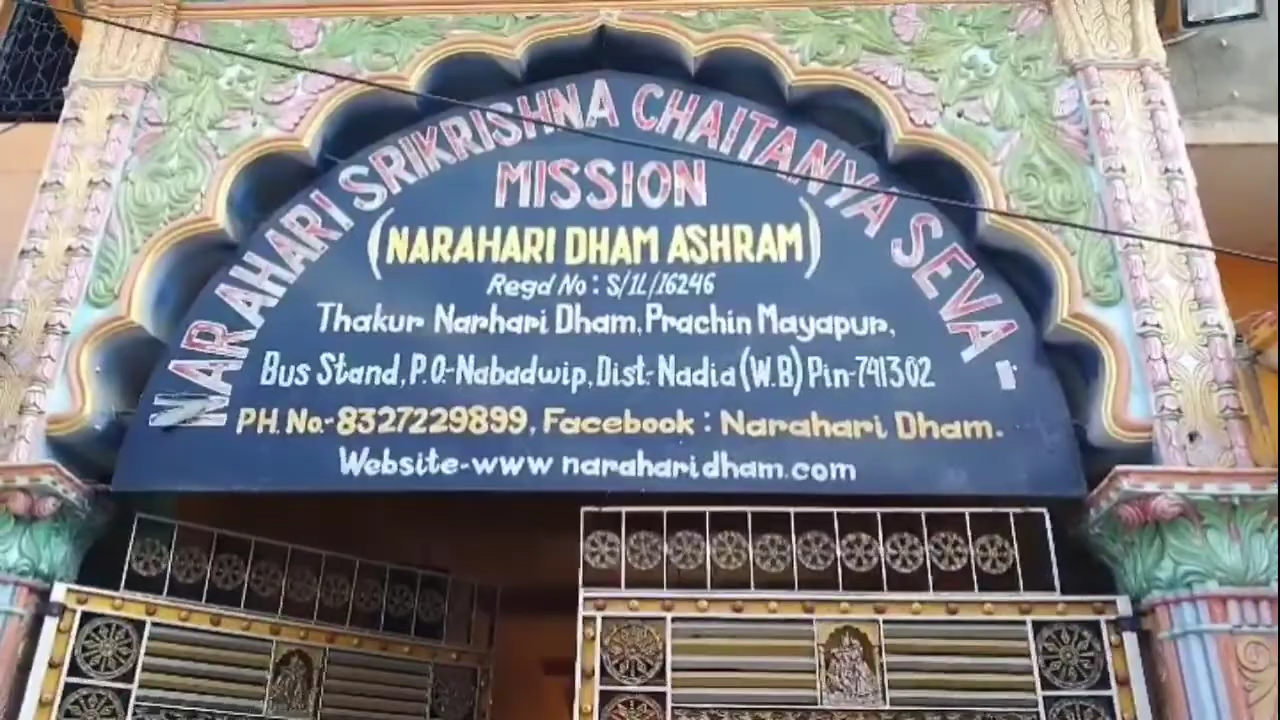 NARAHARI SRIKRISHNA CHAITANYA SEVA
MISSION
(NARAHARI DHAM ASHRAM)
Regd No: S/1L/16246
Thakur Narhari Dham, Prachin Mayapur,
Bus Stand, P.O-Nabadwip, Dist-Nadia (W.B) Pin-741302
PH. No-8327229899, Facebook: Narahari Dham.
Website-www naraharidham.com